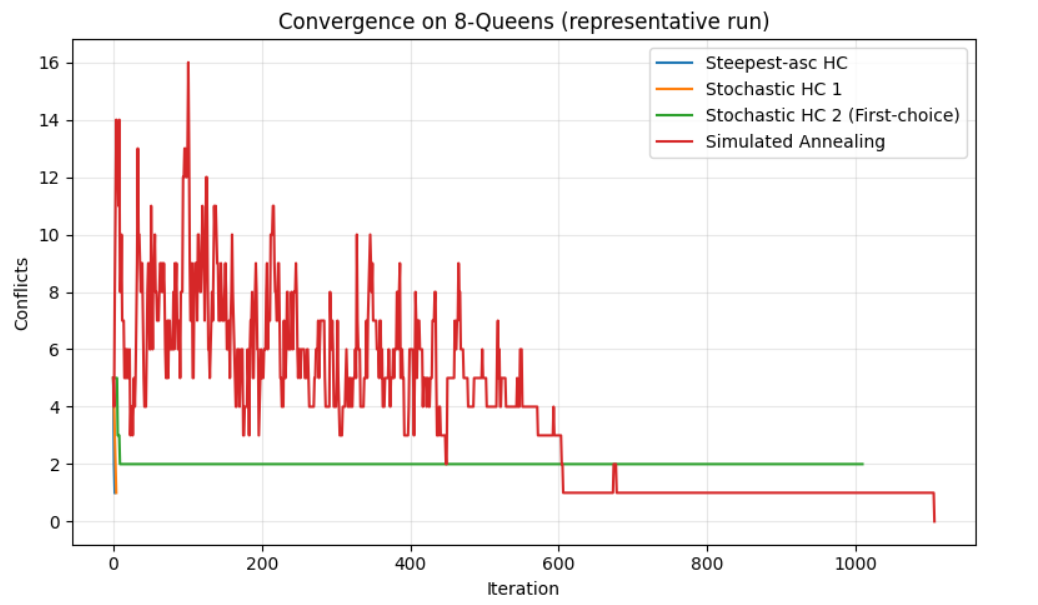 Convergence on 8-Queens (representative run)
Steepest-asc HC
Stochastic HC 1
Stochastic HC 2 (First-choice)
Simulated Annealing
Conflicts
16
14
12
10
8
6
4
2
0
0 200 400 600 800 1000
Iteration